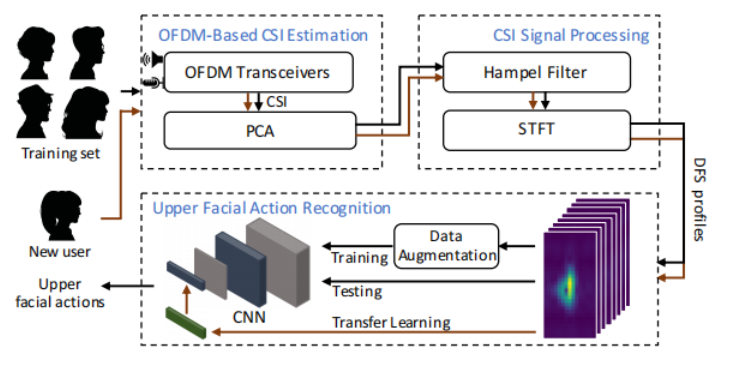 OFDM-Based CSI Estimation
CSI Signal Processing
OFDM Transceivers
Hampel Filter
CSI
PCA
STFT
Training set
DFS profiles
New user
Upper Facial Action Recognition
Data
Augmentation
Training
Testing
Upper
facial actions
CNN
Transfer Learning